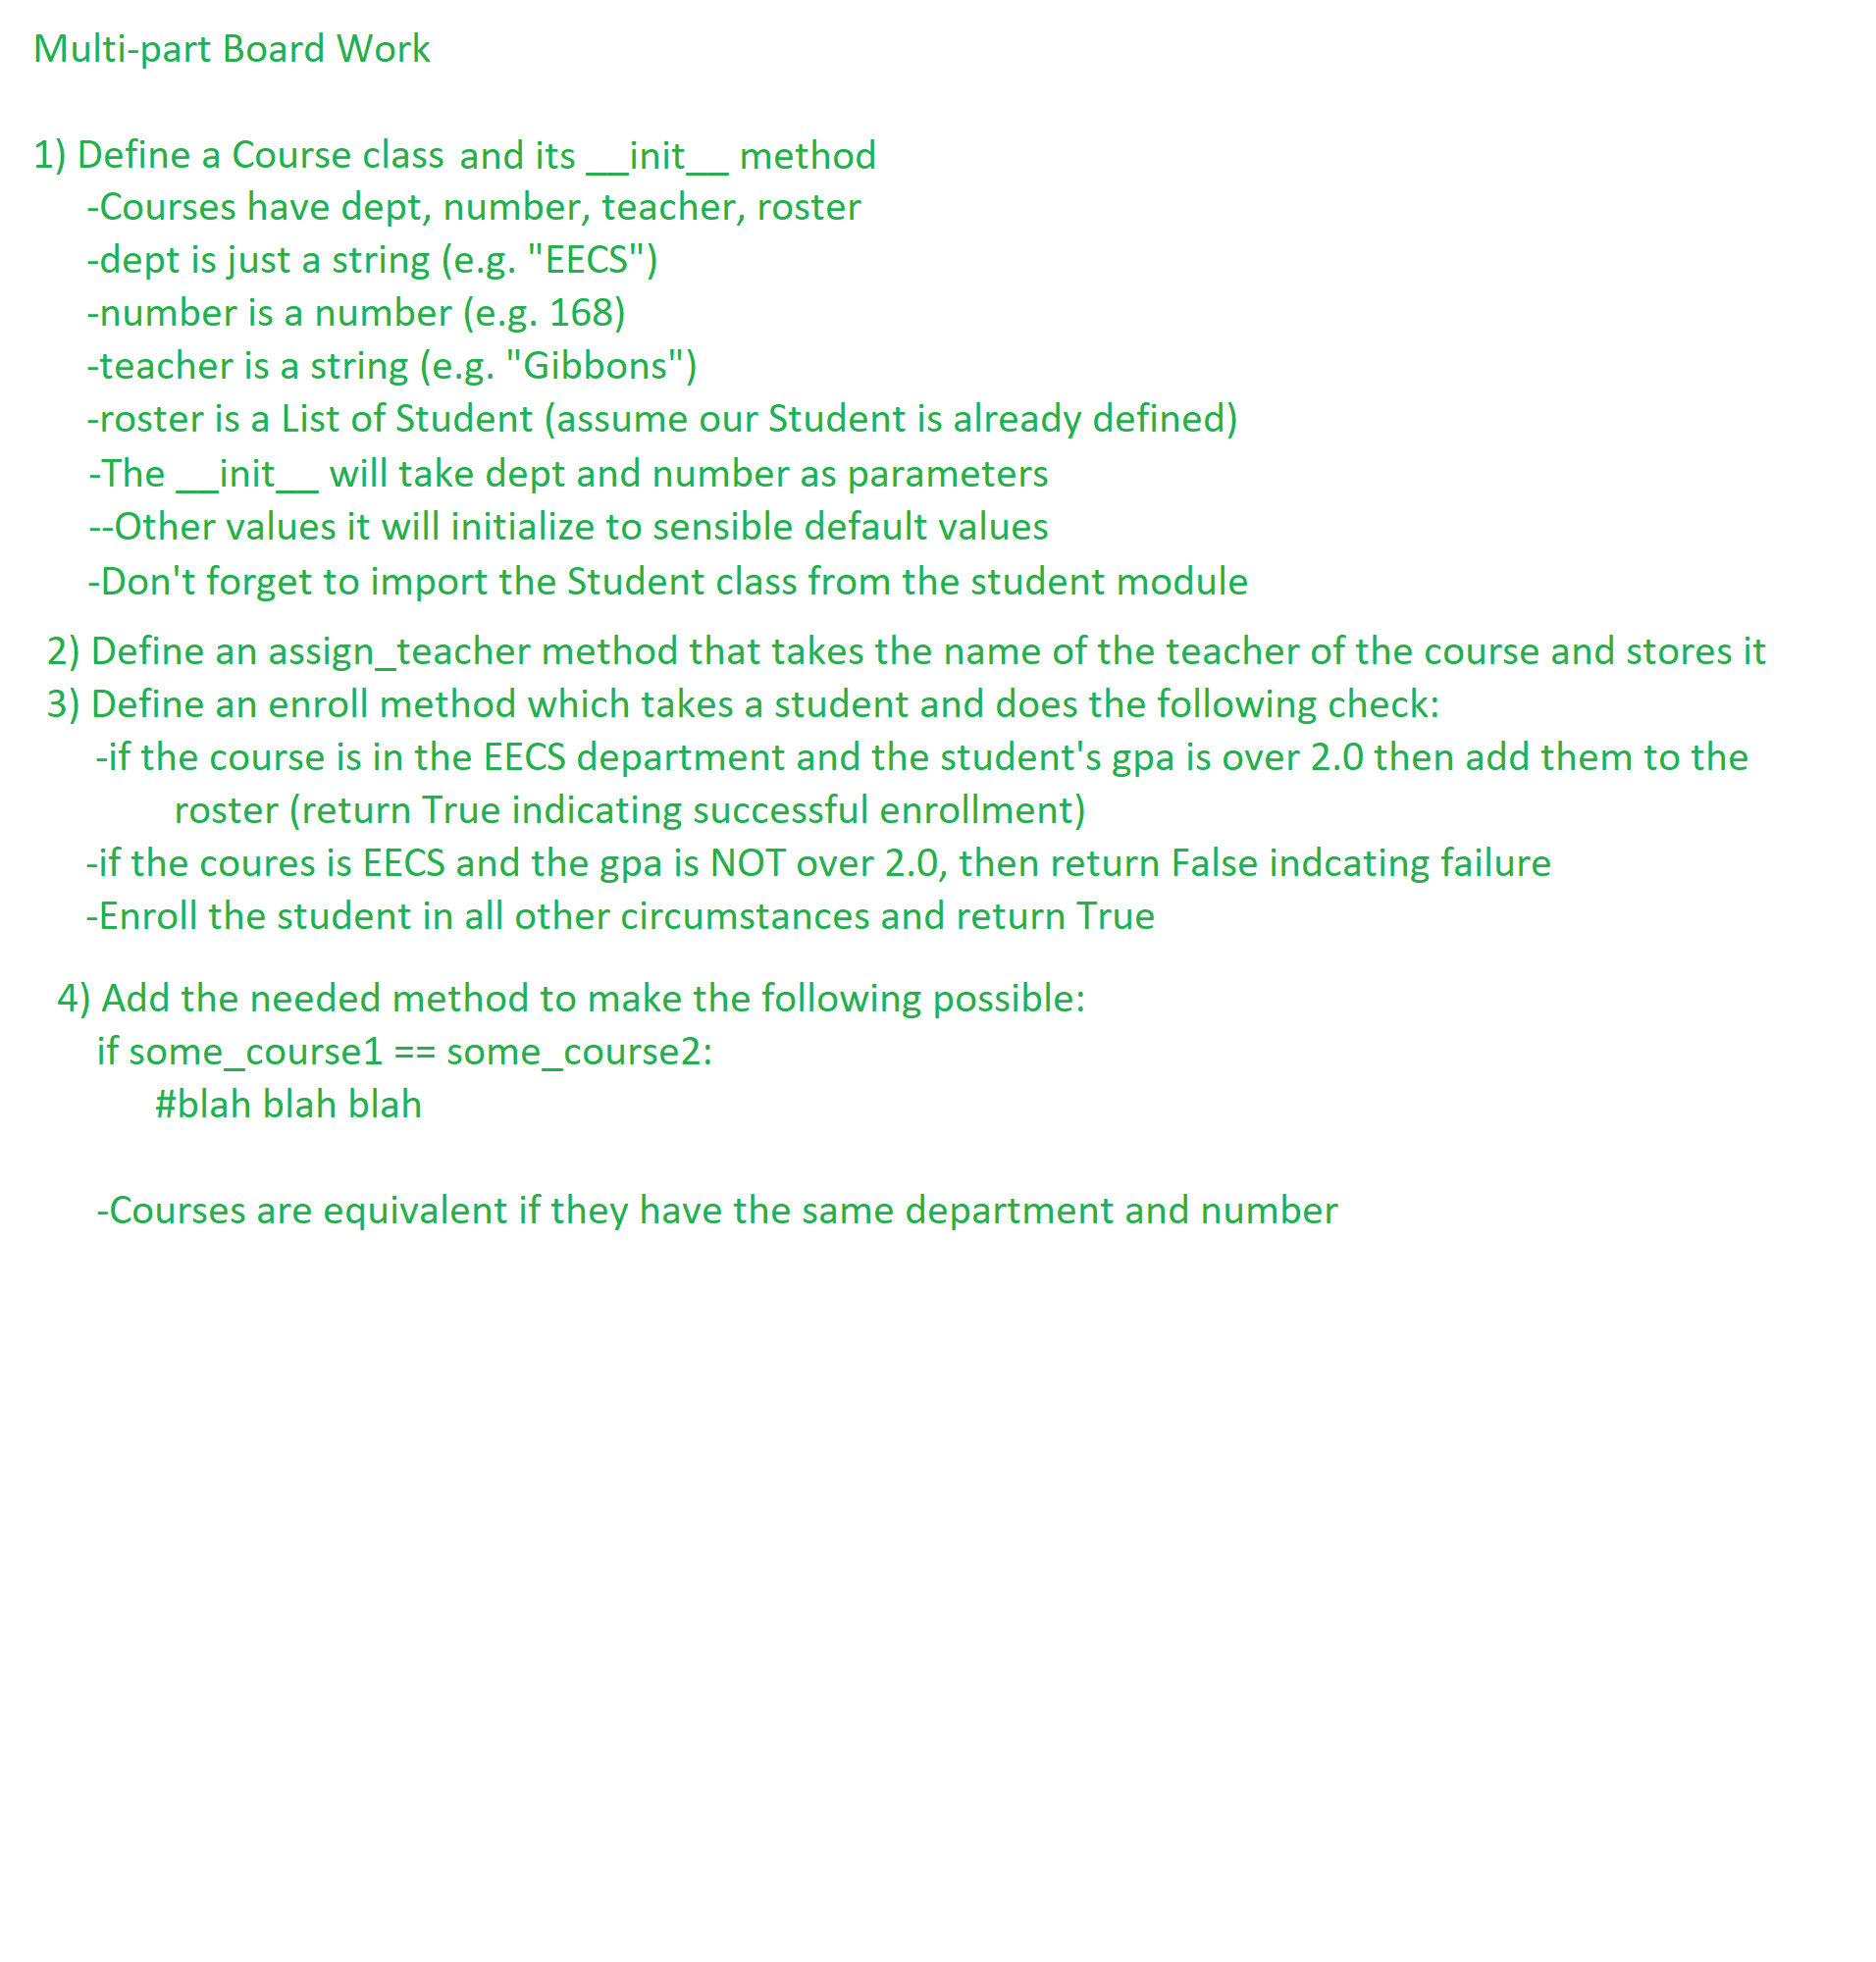 Multi-part Board Work
1) Define a Course class and its __init__ method
-Courses have dept, number, teacher, roster
-dept is just a string (e.g. "EECS")
-number is a number (e.g. 168)
-teacher is a string (e.g. "Gibbons")
-roster is a List of Student (assume our Student is already defined)
-The __init__ will take dept and number as parameters
--Other values it will initialize to sensible default values
-Don't forget to import the Student class from the student module
2) Define an assign_teacher method that takes the name of the teacher of the course and stores it
3) Define an enroll method which takes a student and does the following check:
-if the course is in the EECS department and the student's gpa is over 2.0 then add them to the
roster (return True indicating successful enrollment)
-if the coures is EECS and the gpa is NOT over 2.0, then return False indcating failure
-Enroll the student in all other circumstances and return True
4) Add the needed method to make the following possible:
if some_course1 == some_course2:
#blah blah blah
-Courses are equivalent if they have the same department and number